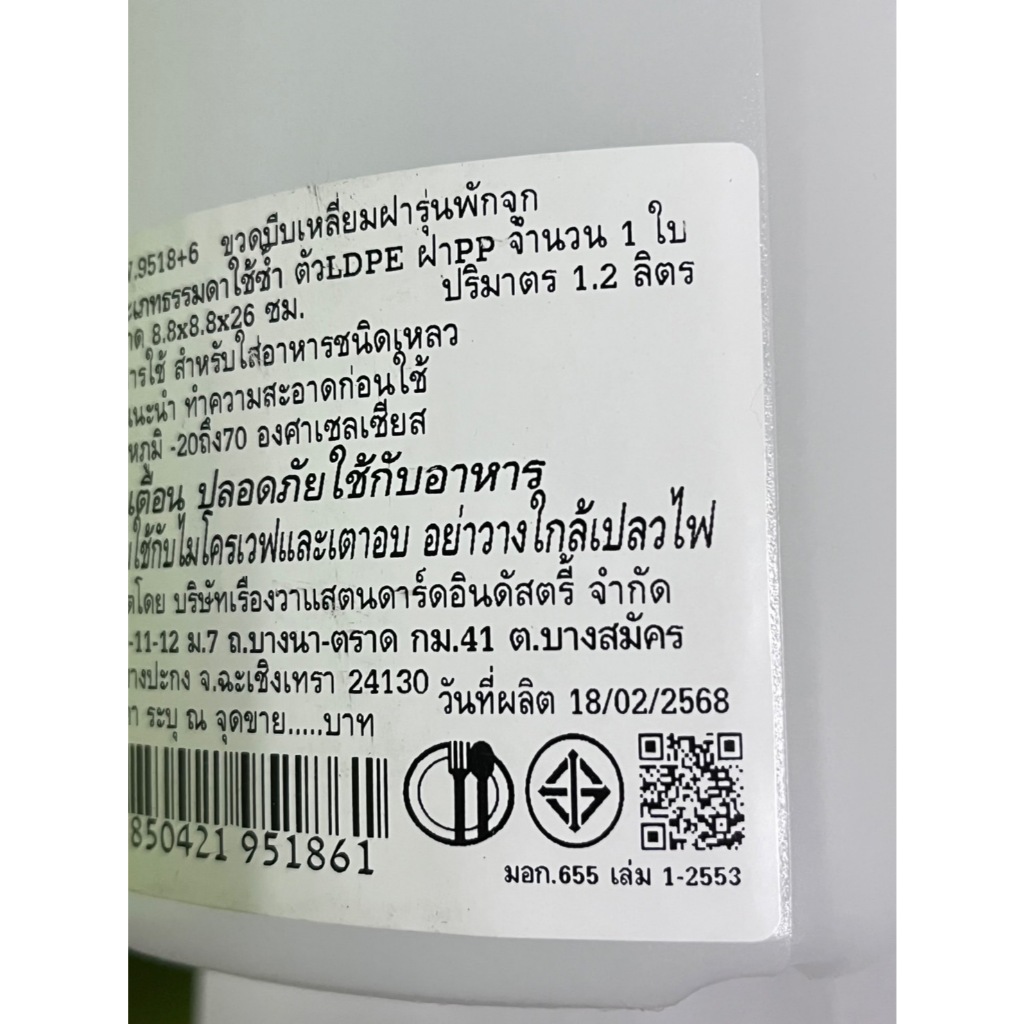 7.9518+6 ขวดบีบเหลี่ยมฝารุ่นพักจุก
ะเภทธรรมดาใช้ซ้ำ ตัวLDPE ฝาPP จำนวน 1 ใบ
าด 8.8x8.8x26 ซม. ปริมาตร 1.2 ลิตร
ารใช้ สำหรับใส่อาหารชนิดเหลว
แนะนำ ทำความสะอาดก่อนใช้
หภูมิ -20ถึง70 องศาเซลเซียส
เตือน ปลอดภัยใช้กับอาหาร
ใช้กับไมโครเวฟและเตาอบ อย่าวางใกล้เปลวไฟ
ตโดย บริษัทเรืองวาแสตนดาร์ดอินดัสตรี้ จำกัด
-11-12 ม.7 ถ.บางนา-ตราด กม.41 ต.บางสมัคร
างปะกง จ.ฉะเชิงเทรา 24130
วันที่ผลิต 18/02/2568
า ระบุ ณ จุดขาย.....บาท
850421 951861
มอก.655 เล่ม 1-2553